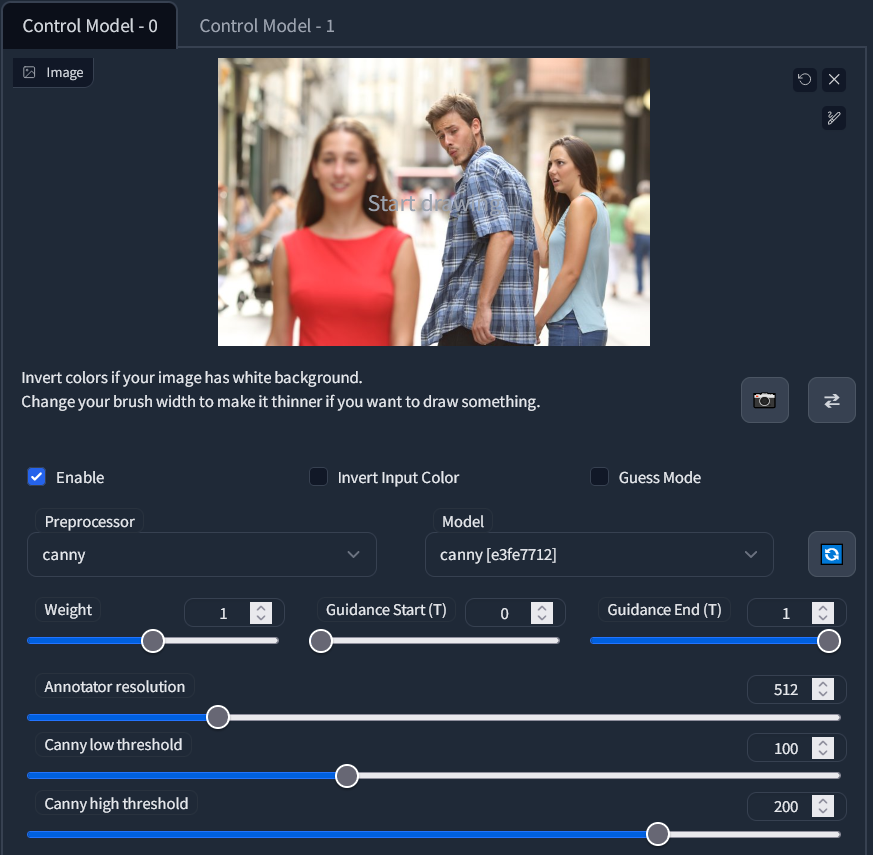 Control Model - 0
Control Model - 1
Image
Start drawing
Invert colors if your image has white background.
Change your brush width to make it thinner if you want to draw something.
Enable
Invert Input Color
Guess Mode
Preprocessor
Model
canny
canny [e3fe7712]
Weight
1
Guidance Start (T)
0
Guidance End (T)
1
Annotator resolution
512
Canny low threshold
100
Canny high threshold
200